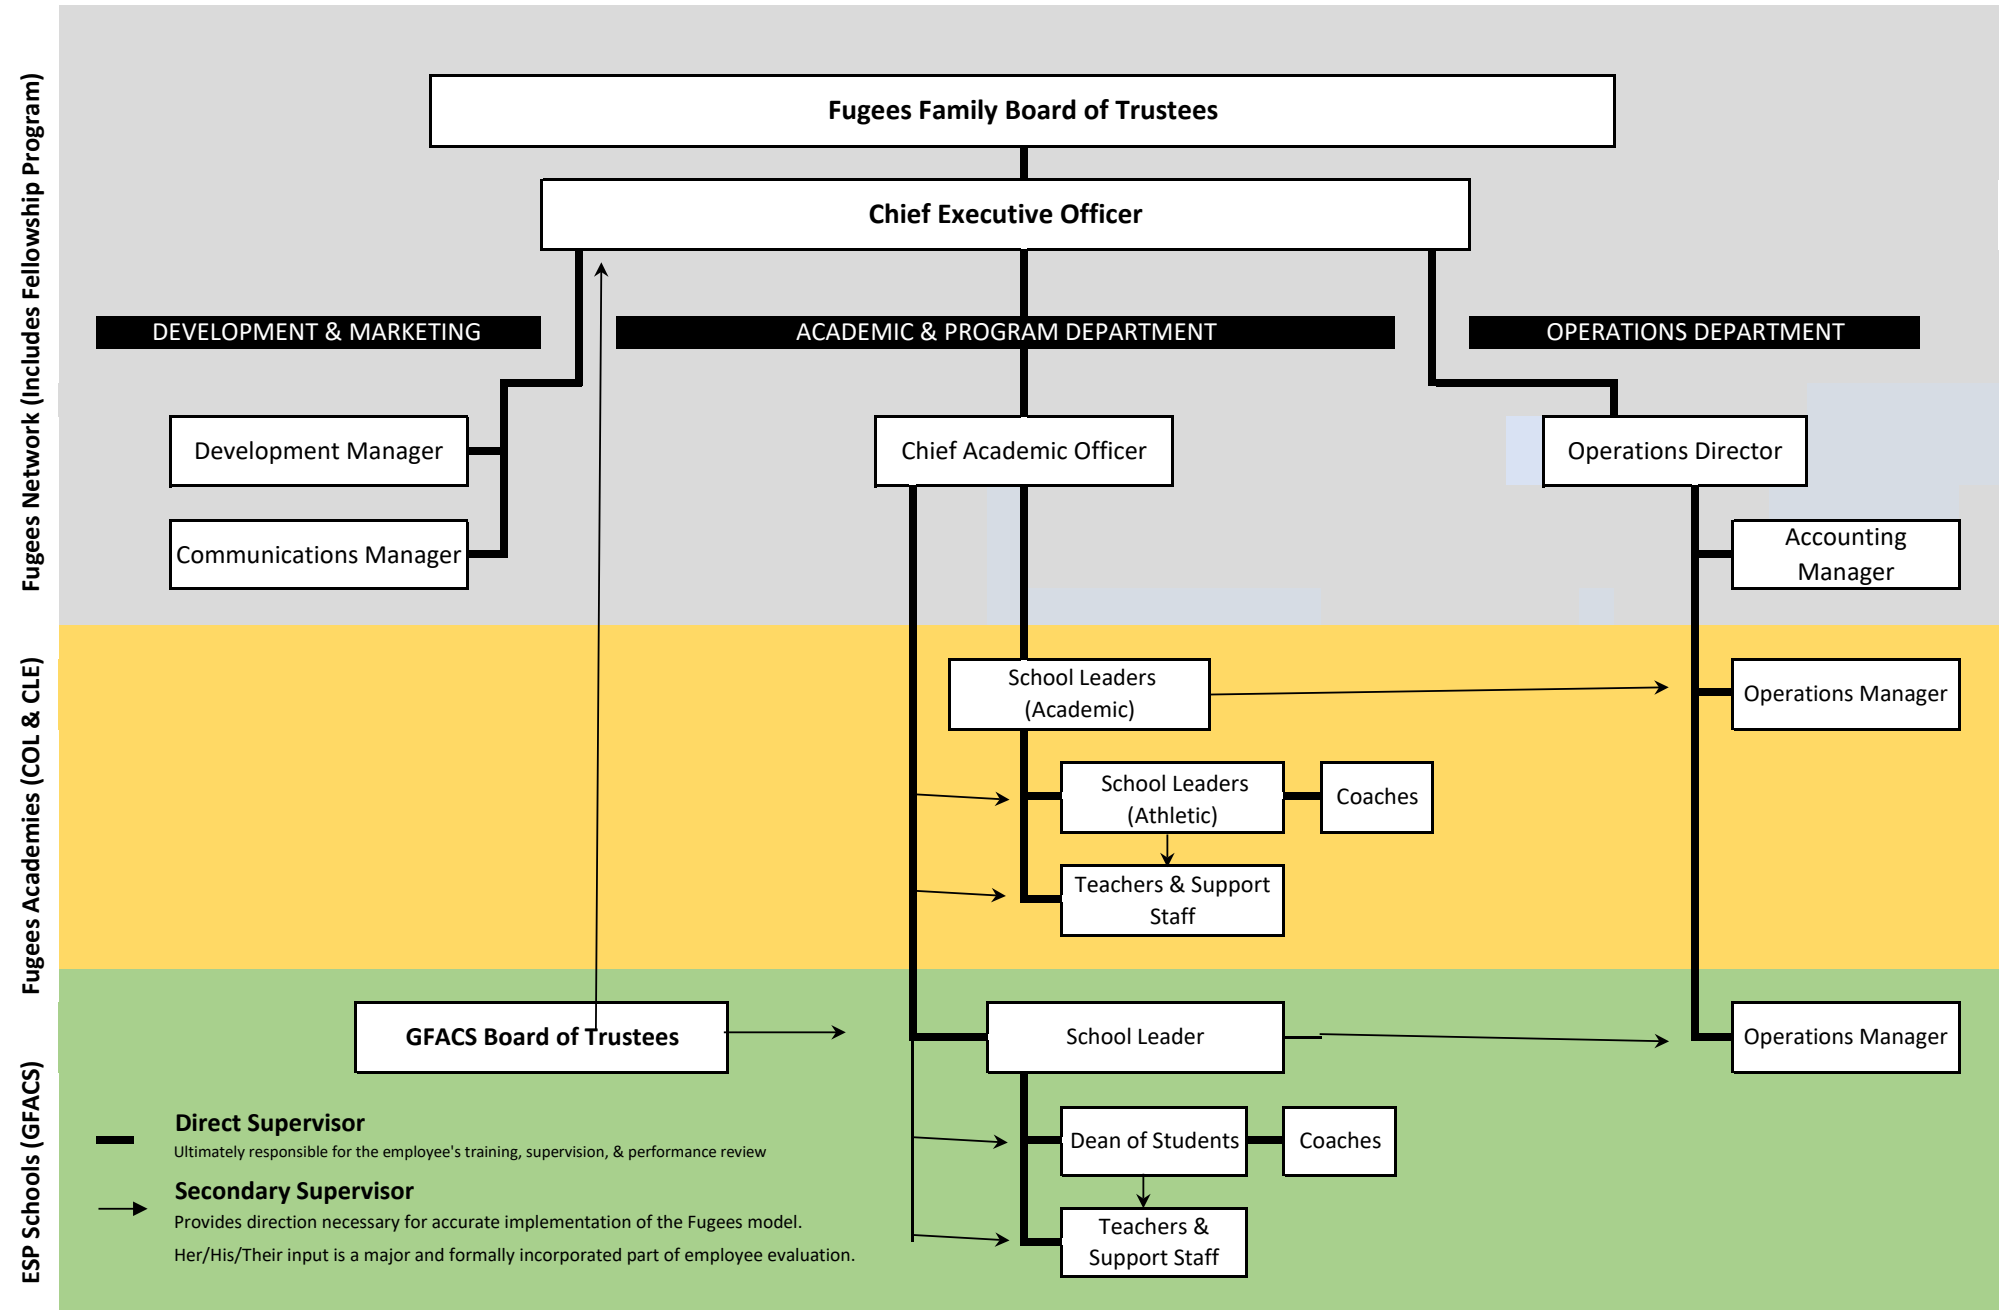 Fugees Network (Includes Fellowship Program)
Fugees Family Board of Trustees
Chief Executive Officer
DEVELOPMENT & MARKETING
ACADEMIC & PROGRAM DEPARTMENT
OPERATIONS DEPARTMENT
Development Manager
Chief Academic Officer
Operations Director
Communications Manager
Accounting
Manager
Fugees Academies (COL & CLE)
School Leaders
(Academic)
Operations Manager
School Leaders
(Athletic)
Coaches
Teachers & Support
Staff
ESP Schools (GFACS)
GFACS Board of Trustees
School Leader
Operations Manager
Dean of Students
Coaches
Teachers &
Support Staff
Direct Supervisor
Ultimately responsible for the employee's training, supervision, & performance review
Secondary Supervisor
Provides direction necessary for accurate implementation of the Fugees model.
Her/His/Their input is a major and formally incorporated part of employee evaluation.